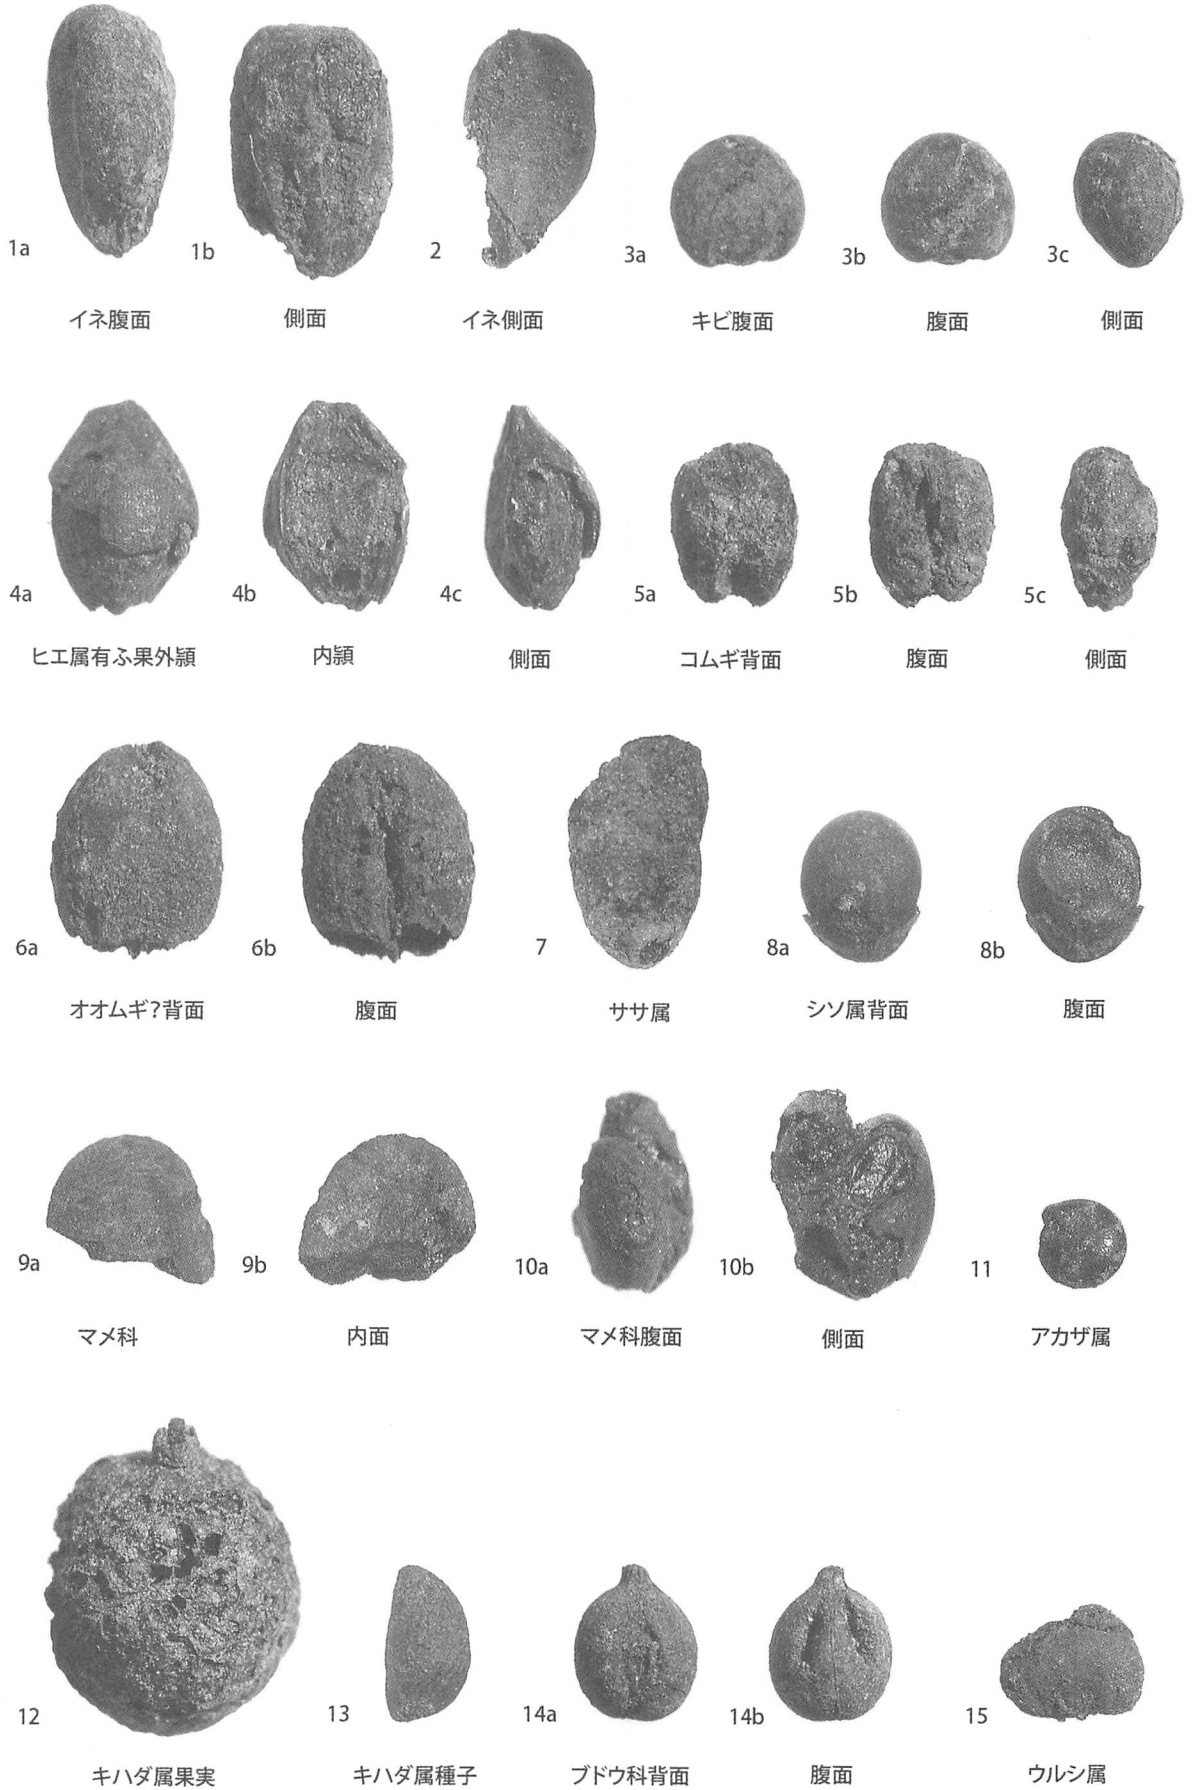 1a 1b 2 3a 3b 3c
イネ腹面 側面 イネ側面 キビ腹面 腹面 側面
4a 4b 4c 5a 5b 5c
ヒエ属有ふ果外頴 内頴 側面 コムギ背面 腹面 側面
6a 6b 7 8a 8b
オオムギ?背面 腹面 ササ属 シソ属背面 腹面
9a 9b 10a 10b 11
マメ科 内面 マメ科腹面 側面 アカザ属
12 13 14a 14b 15
キハダ属果実 キハダ属種子 ブドウ科背面 腹面 ウルシ属